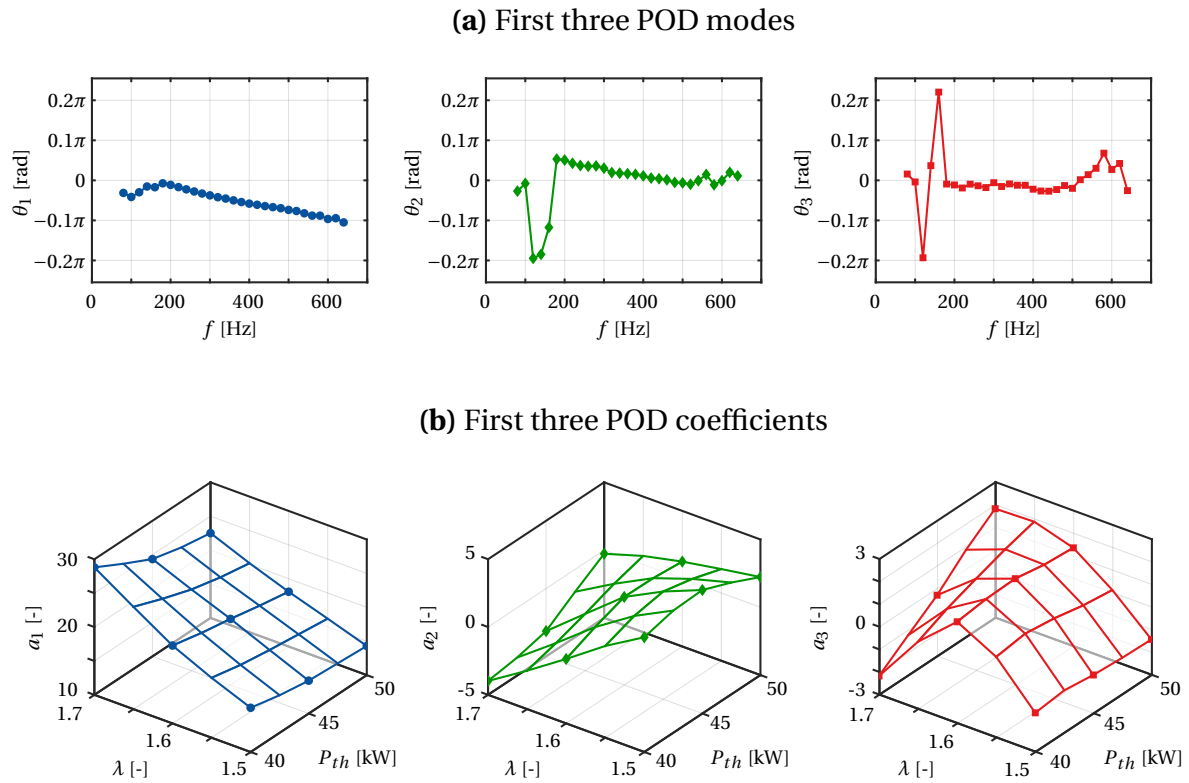 (a) First three POD modes
0.2π
0.1π
0
−0.1π
−0.2π
θ1 [rad]
0 200 400 600
f [Hz]
0.2π
0.1π
0
−0.1π
−0.2π
θ2 [rad]
0 200 400 600
f [Hz]
0.2π
0.1π
0
−0.1π
−0.2π
θ3 [rad]
0 200 400 600
f [Hz]
(b) First three POD coefficients
30
20
10
a1 [-]
1.7 1.6 1.5
λ [-]
40 45 50
Pth [kW]
5
0
-5
a2 [-]
1.7 1.6 1.5
λ [-]
40 45 50
Pth [kW]
3
0
-3
a3 [-]
1.7 1.6 1.5
λ [-]
40 45 50
Pth [kW]